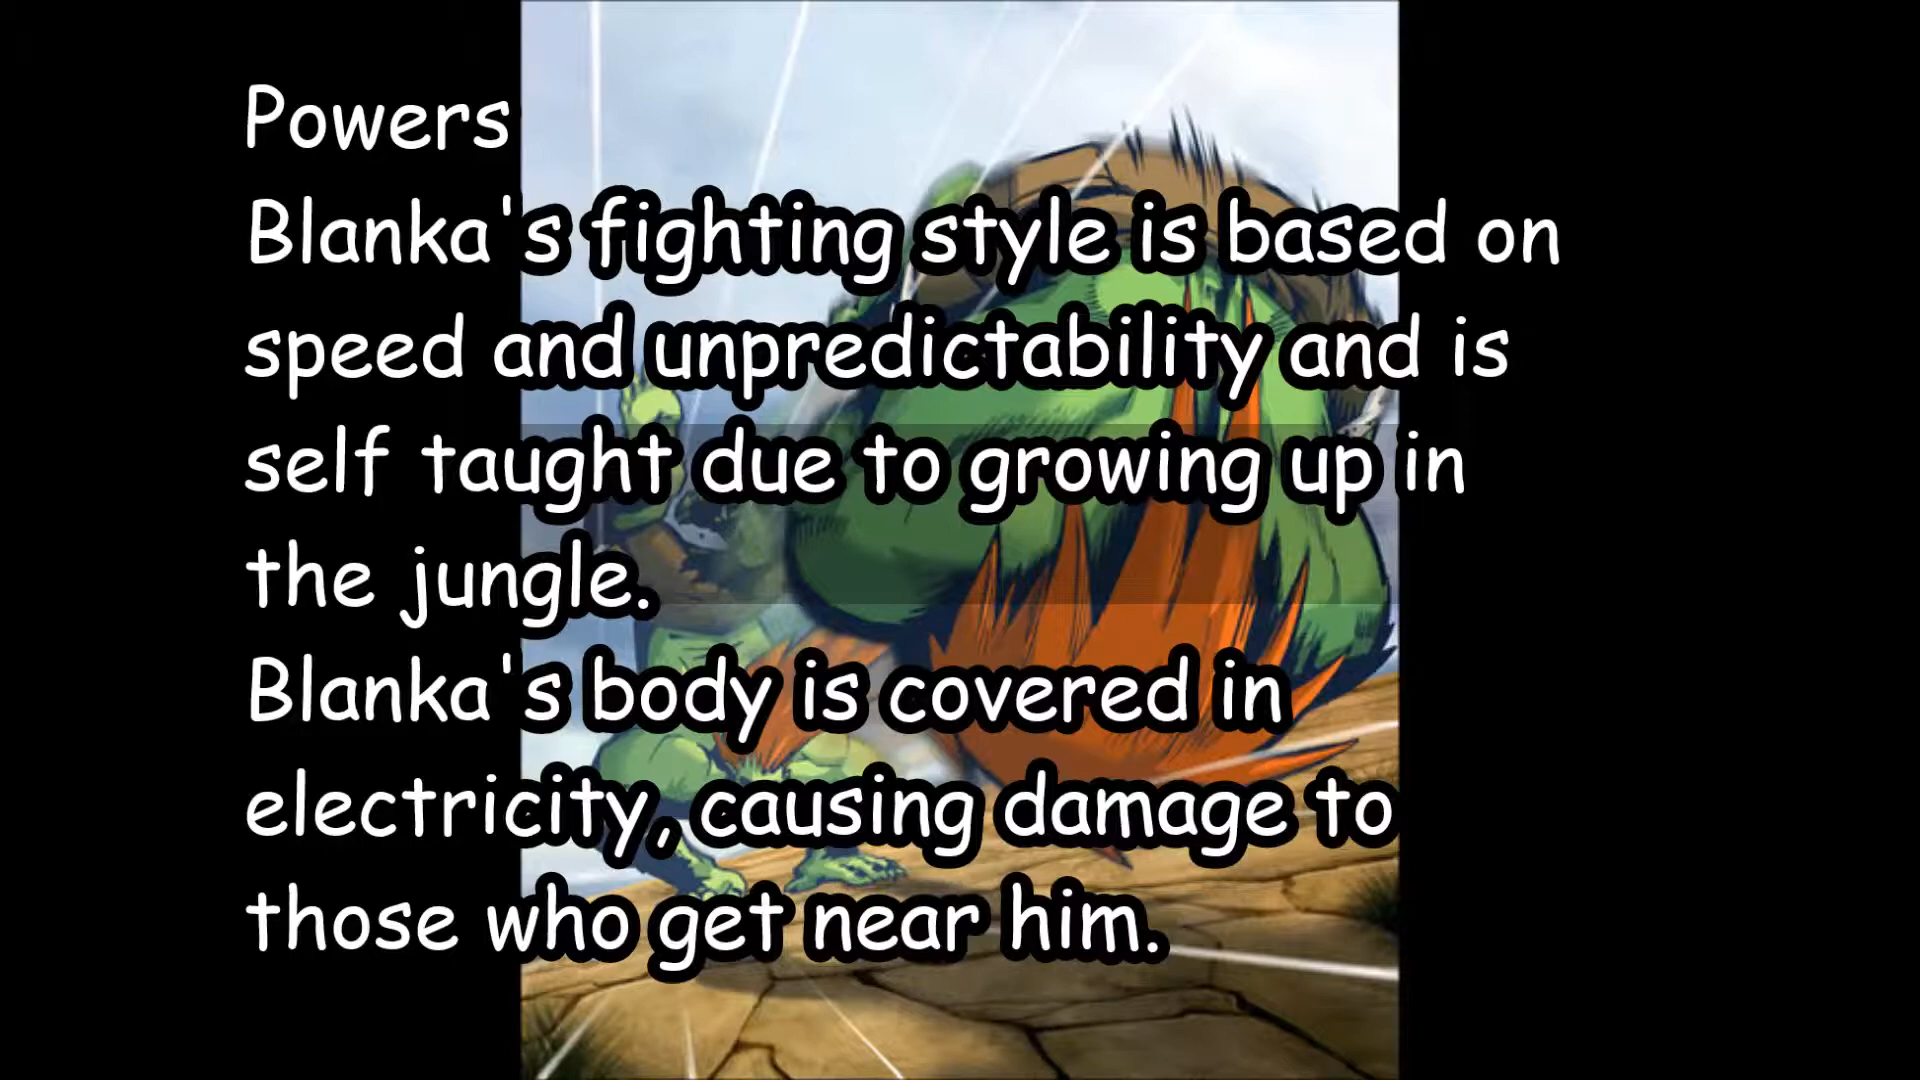 Powers
Blanka's fighting style is based on
speed and unpredictability and is
self taught due to growing up in
the jungle.
Blanka's body is covered in
electricity, causing damage to
those who get near him.